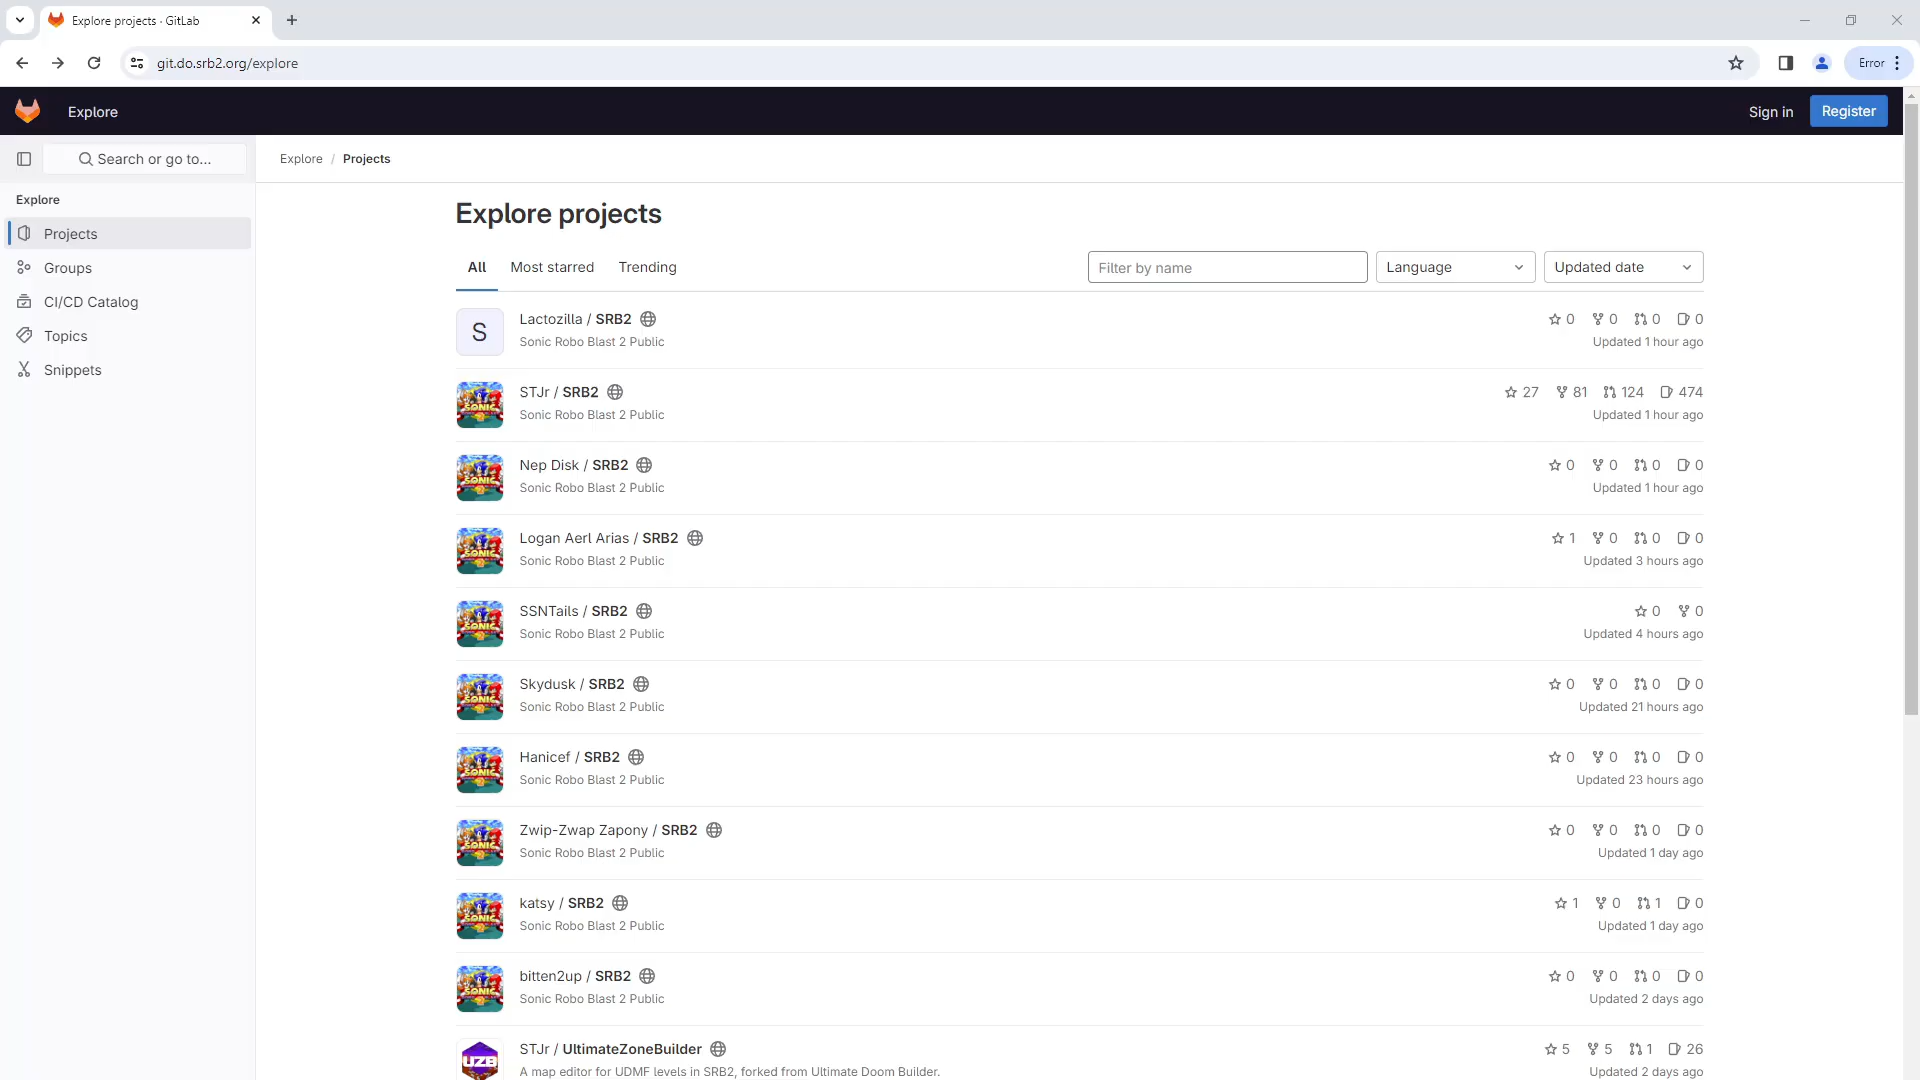 Explore projects · GitLab
git.do.srb2.org/explore
Error
Explore
Sign in
Register
Search or go to...
Explore / Projects
Explore
Projects
Groups
CI/CD Catalog
Topics
Snippets
Explore projects
All
Most starred
Trending
Filter by name
Language
Updated date
S
Lactozilla / SRB2
0 0 0 0
Sonic Robo Blast 2 Public
Updated 1 hour ago
STJr / SRB2
27 81 124 474
Sonic Robo Blast 2 Public
Updated 1 hour ago
Nep Disk / SRB2
0 0 0 0
Sonic Robo Blast 2 Public
Updated 1 hour ago
Logan Aerl Arias / SRB2
1 0 0 0
Sonic Robo Blast 2 Public
Updated 3 hours ago
SSNTails / SRB2
0 0
Sonic Robo Blast 2 Public
Updated 4 hours ago
Skydusk / SRB2
0 0 0 0
Sonic Robo Blast 2 Public
Updated 21 hours ago
Hanicef / SRB2
0 0 0 0
Sonic Robo Blast 2 Public
Updated 23 hours ago
Zwip-Zwap Zapony / SRB2
0 0 0 0
Sonic Robo Blast 2 Public
Updated 1 day ago
katsy / SRB2
1 0 1 0
Sonic Robo Blast 2 Public
Updated 1 day ago
bitten2up / SRB2
0 0 0 0
Sonic Robo Blast 2 Public
Updated 2 days ago
UZB
STJr / UltimateZoneBuilder
5 5 1 26
A map editor for UDMF levels in SRB2, forked from Ultimate Doom Builder.
Updated 2 days ago